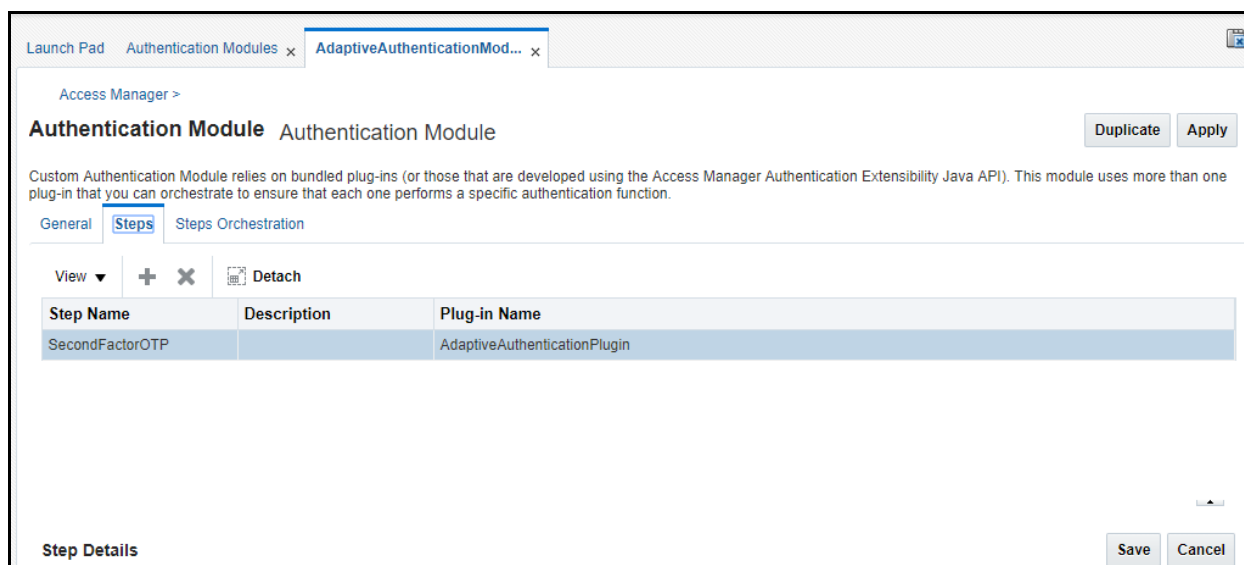 Launch Pad Authentication Modules x AdaptiveAuthenticationMod... x
Access Manager >
Authentication Module Authentication Module Duplicate Apply
Custom Authentication Module relies on bundled plug-ins (or those that are developed using the Access Manager Authentication Extensibility Java API). This module uses more than one
plug-in that you can orchestrate to ensure that each one performs a specific authentication function.
General Steps Steps Orchestration
View Detach
Step Name Description Plug-in Name
SecondFactorOTP AdaptiveAuthenticationPlugin
Step Details Save Cancel